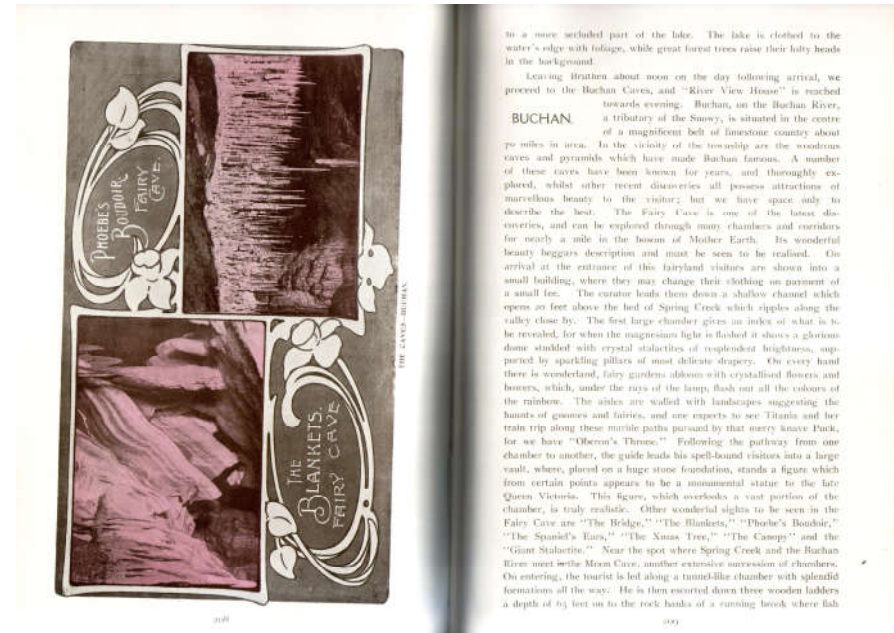 PHOEBE'S
BOUDOIR,
FAIRY
CAVE.
THE
BLANKETS.
FAIRY CAVE
THE CAVES—BUCHAN.
208
to a more secluded part of the lake. The lake is clothed to the
water's edge with foliage, while great forest trees raise their lofty heads
in the background.
Leaving Bruthen about noon on the day following arrival, we
proceed to the Buchan Caves, and "River View House" is reached
towards evening. Buchan, on the Buchan River,
BUCHAN.
a tributary of the Snowy, is situated in the centre
of a magnificent belt of limestone country about
70 miles in area. In the vicinity of the township are the wondrous
caves and pyramids which have made Buchan famous. A number
of these caves have been known for years, and thoroughly ex-
plored, whilst other recent discoveries all possess attractions of
marvellous beauty to the visitor; but we have space only to
describe the best. The Fairy Cave is one of the latest dis-
coveries, and can be explored through many chambers and corridors
for nearly a mile in the bosom of Mother Earth. Its wonderful
beauty beggars description and must be seen to be realised. On
arrival at the entrance of this fairyland visitors are shown into a
small building, where they may change their clothing on payment of
a small fee. The curator leads them down a shallow channel which
opens 20 feet above the bed of Spring Creek which ripples along the
valley close by. The first large chamber gives an index of what is to
be revealed, for when the magnesium light is flashed it shows a glorious
dome studded with crystal stalactites of resplendent brightness, sup-
ported by sparkling pillars of most delicate drapery. On every hand
there is wonderland, fairy gardens abloom with crystallised flowers and
bowers, which, under the rays of the lamp, flash out all the colours of
the rainbow. The aisles are walled with landscapes suggesting the
haunts of gnomes and fairies, and one expects to see Titania and her
train trip along these marble paths pursued by that merry knave Puck,
for we have "Oberon's Throne." Following the pathway from one
chamber to another, the guide leads his spell-bound visitors into a large
vault, where, placed on a huge stone foundation, stands a figure which
from certain points appears to be a monumental statue to the late
Queen Victoria. This figure, which overlooks a vast portion of the
chamber, is truly realistic. Other wonderful sights to be seen in the
Fairy Cave are "The Bridge," "The Blankets," "Phœbe's Boudoir,"
"The Spaniel's Ears," "The Xmas Tree," "The Canopy" and the
"Giant Stalactite." Near the spot where Spring Creek and the Buchan
River meet is the Moon Cave, another extensive succession of chambers.
On entering, the tourist is led along a tunnel-like chamber with splendid
formations all the way. He is then escorted down three wooden ladders
a depth of 65 feet on to the rock banks of a running brook where fish
209